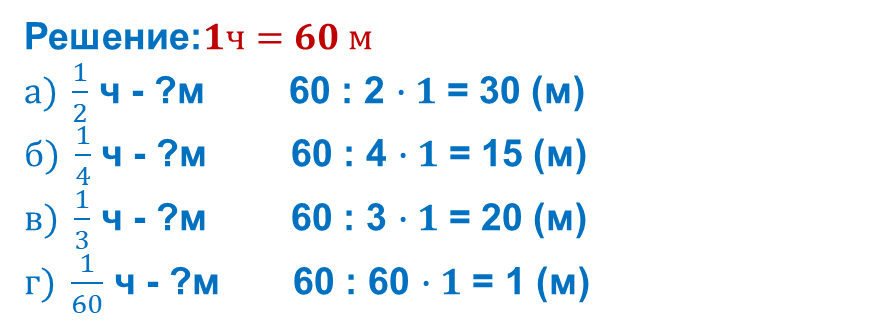 Решение:1ч = 60 м
а) 1/2 ч - ?м 60 : 2 · 1 = 30 (м)
б) 1/4 ч - ?м 60 : 4 · 1 = 15 (м)
в) 1/3 ч - ?м 60 : 3 · 1 = 20 (м)
г) 1/60 ч - ?м 60 : 60 · 1 = 1 (м)